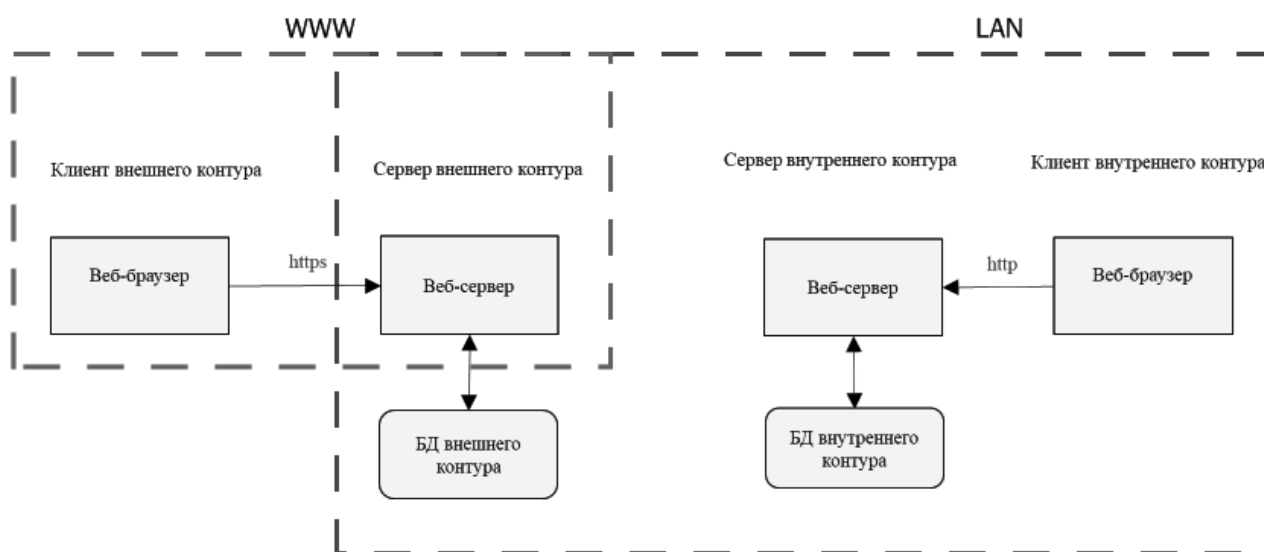 WWW
LAN
Клиент внешнего контура
Сервер внешнего контура
Сервер внутреннего контура
Клиент внутреннего контура
Веб-браузер
https
Веб-сервер
Веб-сервер
http
Веб-браузер
БД внешнего
контура
БД внутреннего
контура